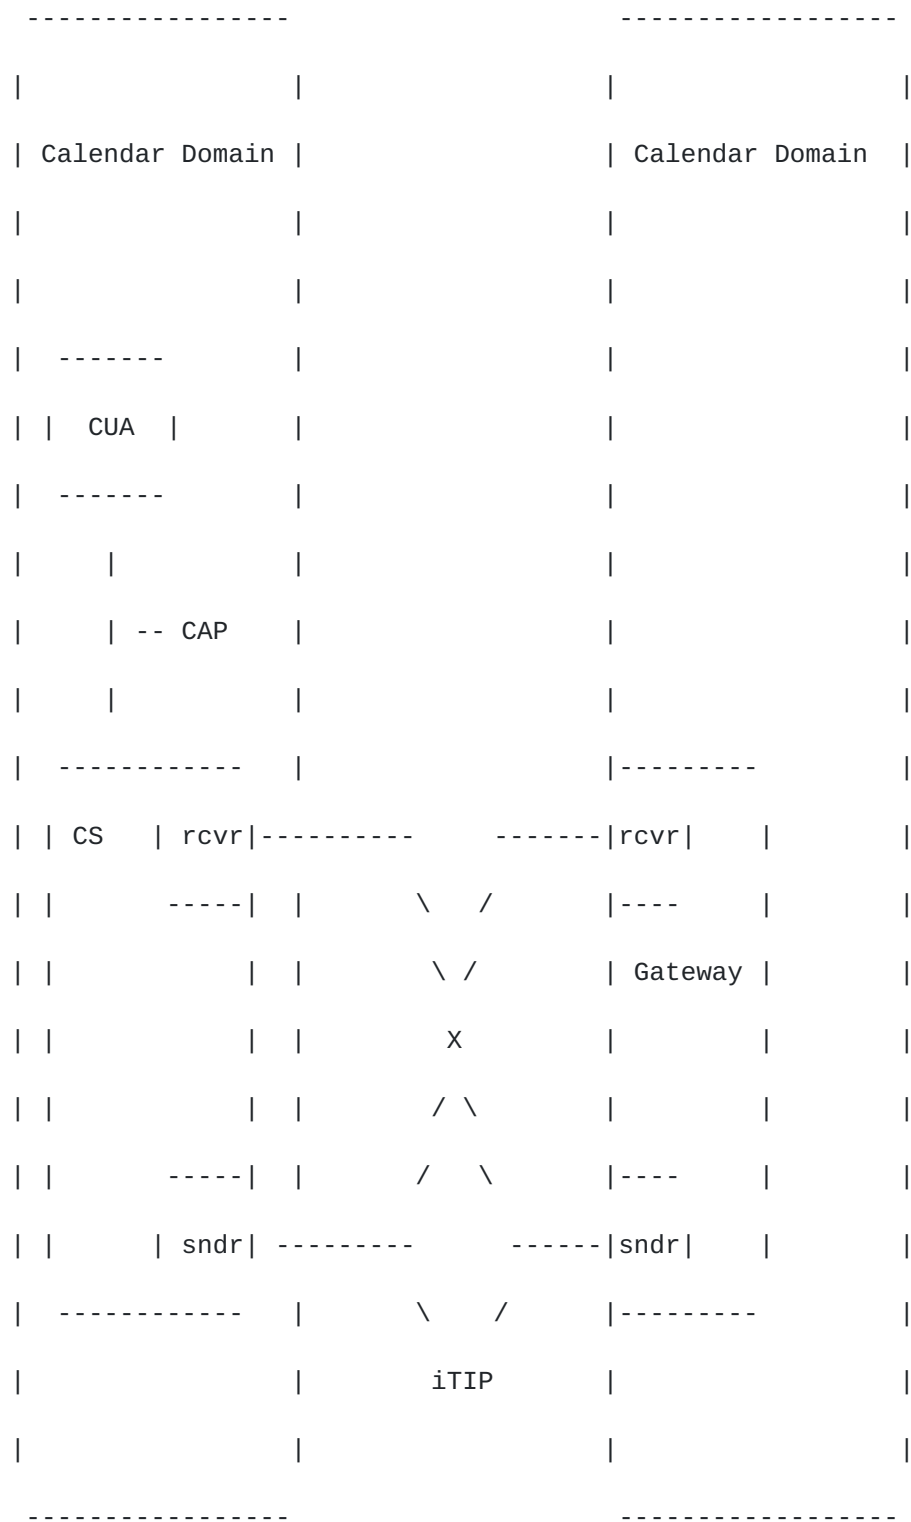 Calendar Domain Calendar Domain
CUA
-- CAP
CS rcvr rcvr
Gateway
X
sndr sndr
iTIP